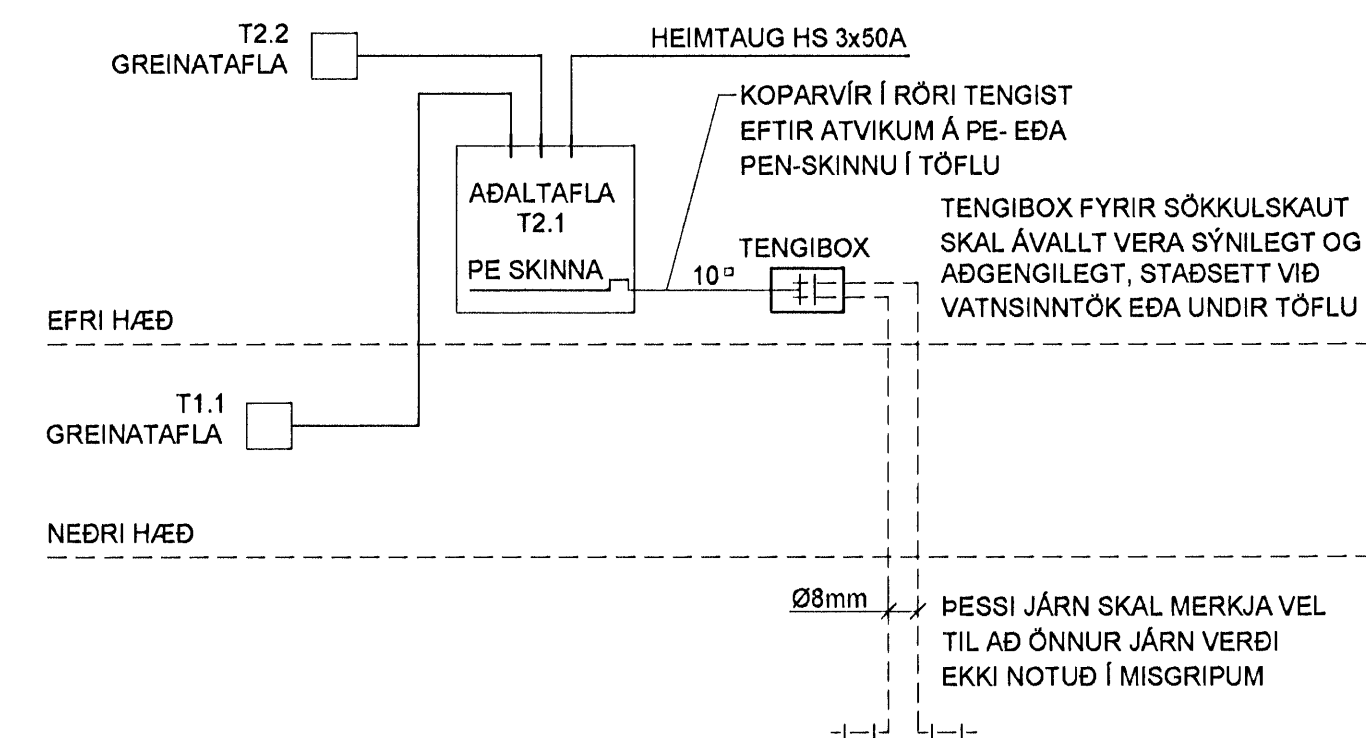 T2.2
GREINATAFLA
HEIMTAUG HS 3x50A
KOPARVÍR Í RÖRI TENGIST
EFTIR ATVIKUM Á PE- EÐA
PEN-SKINNU Í TÖFLU
AÐALTAFLA
T2.1
PE SKINNA
10▫
TENGIBOX
TENGIBOX FYRIR SÖKKULSKAUT
SKAL ÁVALLT VERA SÝNILEGT OG
AÐGENGILEGT, STAÐSETT VIÐ
VATNSINNTÖK EÐA UNDIR TÖFLU
EFRI HÆÐ
T1.1
GREINATAFLA
NEÐRI HÆÐ
Ø8mm
ÞESSI JÁRN SKAL MERKJA VEL
TIL AÐ ÖNNUR JÁRN VERÐI
EKKI NOTUÐ Í MISGRIPUM